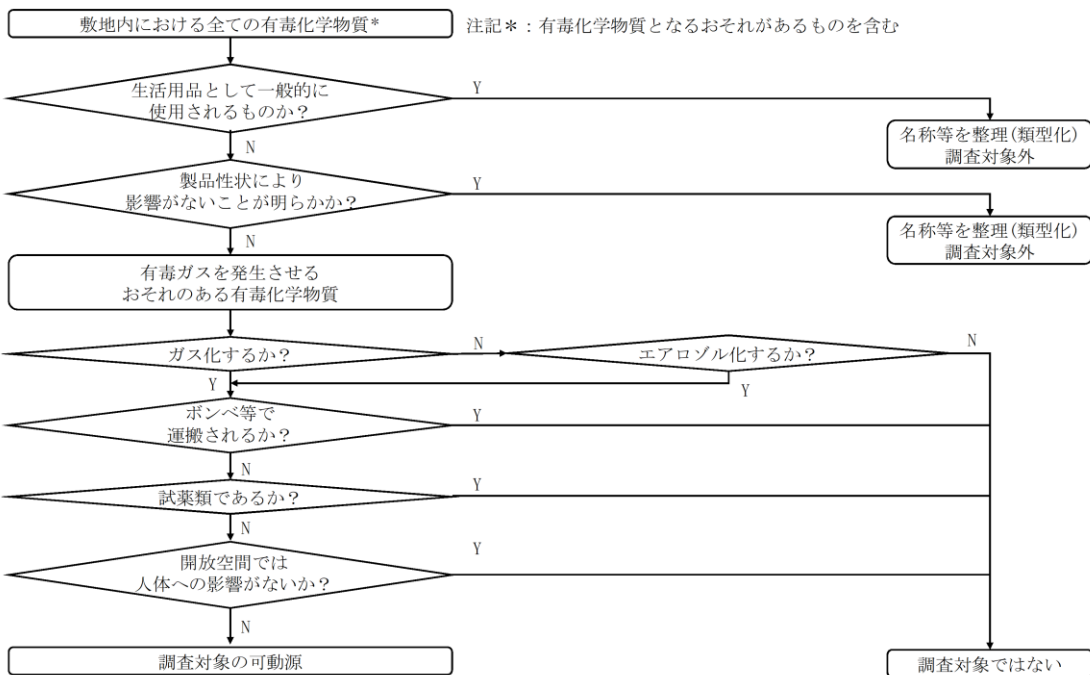 敷地内における全ての有毒化学物質*
注記*：有毒化学物質となるおそれがあるものを含む
生活用品として一般的に
使用されるものか？
Y
名称等を整理(類型化)
調査対象外
N
製品性状により
影響がないことが明らかか？
Y
名称等を整理(類型化)
調査対象外
N
有毒ガスを発生させる
おそれのある有毒化学物質
ガス化するか？
N
エアロゾル化するか？
N
Y
Y
ボンベ等で
運搬されるか？
Y
N
試薬類であるか？
Y
N
開放空間では
人体への影響がないか？
Y
N
調査対象の可動源
調査対象ではない